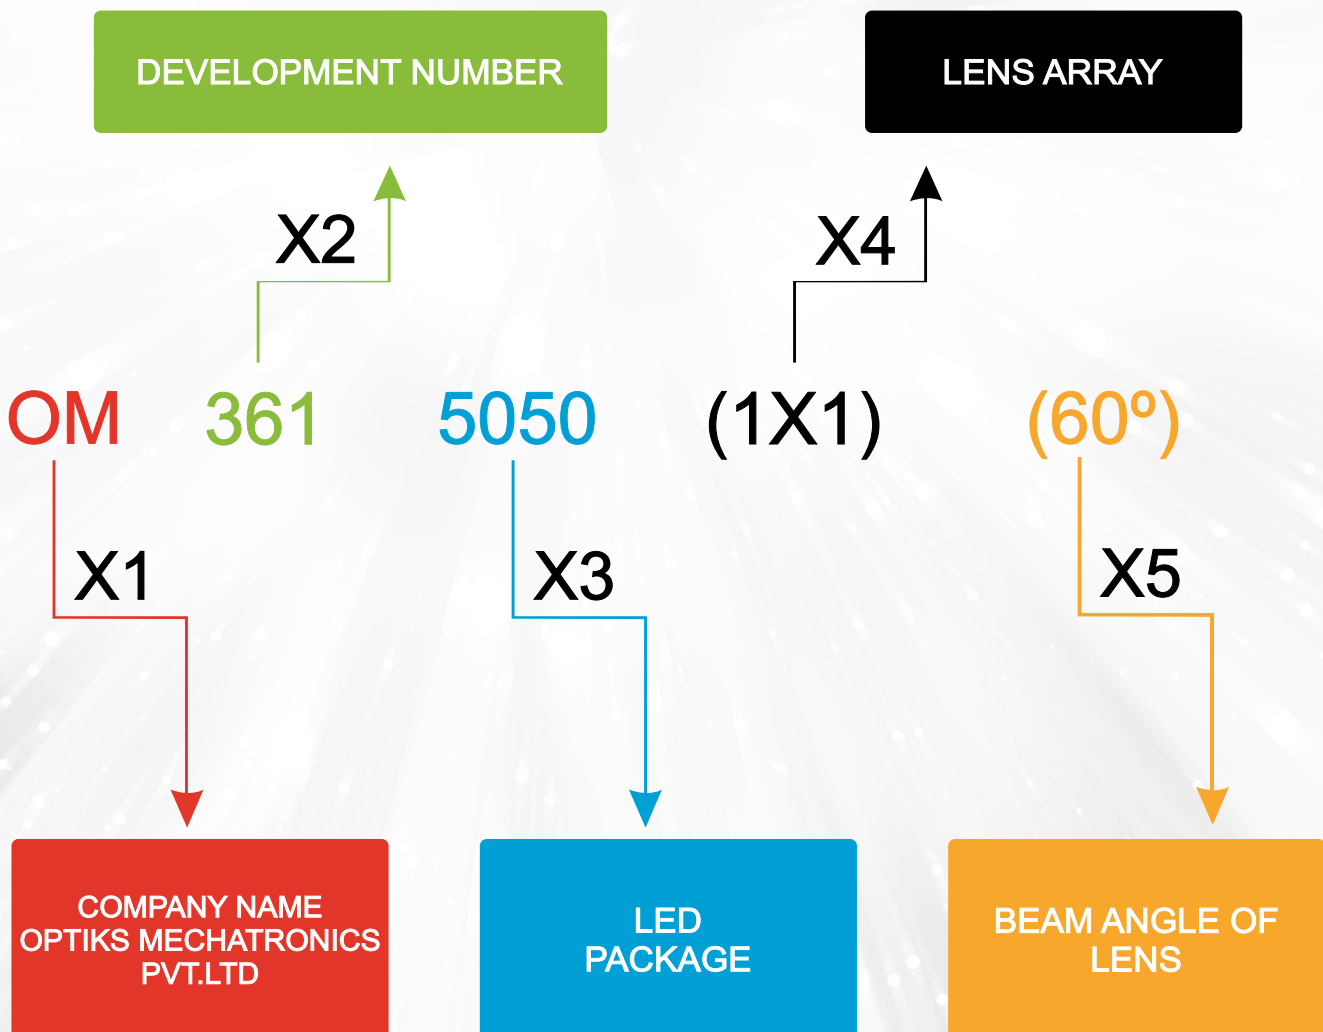 DEVELOPMENT NUMBER
LENS ARRAY
X2
X4
OM 361 5050 (1X1) (60º)
X1
X3
X5
COMPANY NAME
OPTIKS MECHATRONICS
PVT.LTD
LED
PACKAGE
BEAM ANGLE OF
LENS